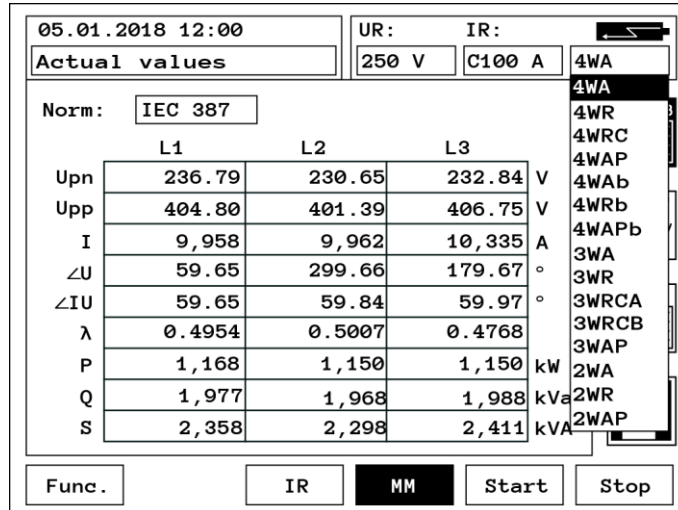 05.01.2018 12:00
UR:
IR:
Actual values
250 V
C100 A
4WA
Norm:
IEC 387
L1
L2
L3
Upn 236.79 230.65 232.84 V
Upp 404.80 401.39 406.75 V
I 9,958 9,962 10,335 A
∠U 59.65 299.66 179.67 °
∠IU 59.65 59.84 59.97 °
λ 0.4954 0.5007 0.4768
P 1,168 1,150 1,150 kW
Q 1,977 1,968 1,988 kVa
S 2,358 2,298 2,411 kVA
4WA
4WR
4WRC
4WAP
4WAb
4WRb
4WAPb
3WA
3WR
3WRCA
3WRCB
3WAP
2WA
2WR
2WAP
Func.
IR
MM
Start
Stop